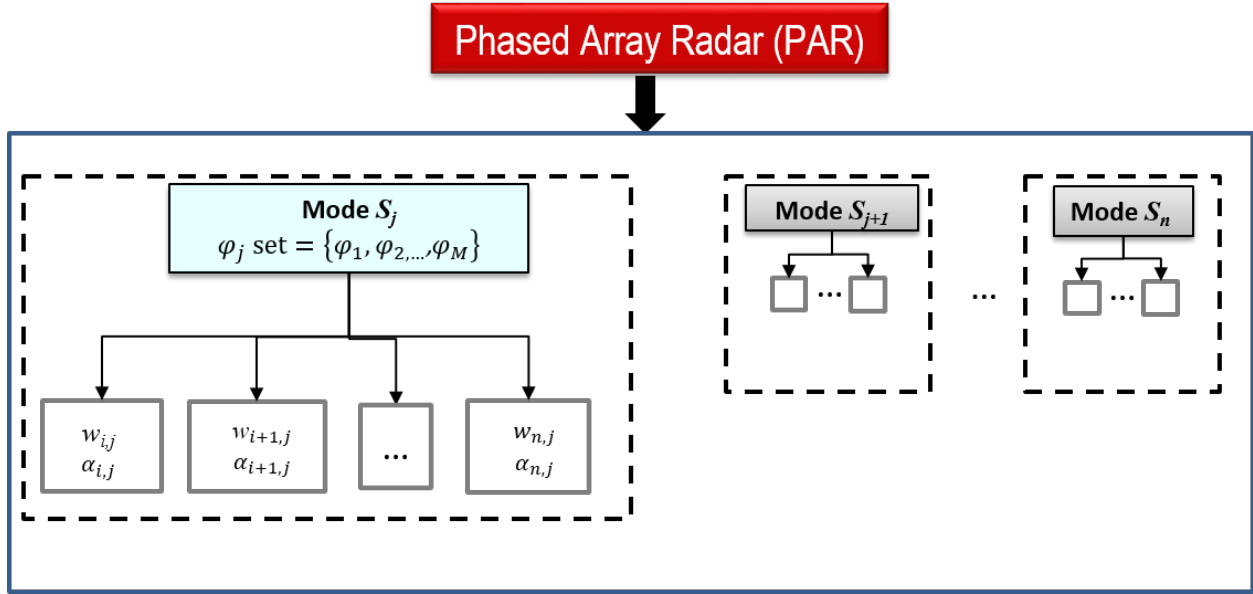 Phased Array Radar (PAR)
Mode S_j
φ_j set = {φ_1, φ_2,…,φ_M}
w_{i,j}
α_{i,j}
w_{i+1,j}
α_{i+1,j}
...
w_{n,j}
α_{n,j}
Mode S_{j+1}
...
...
Mode S_n
...